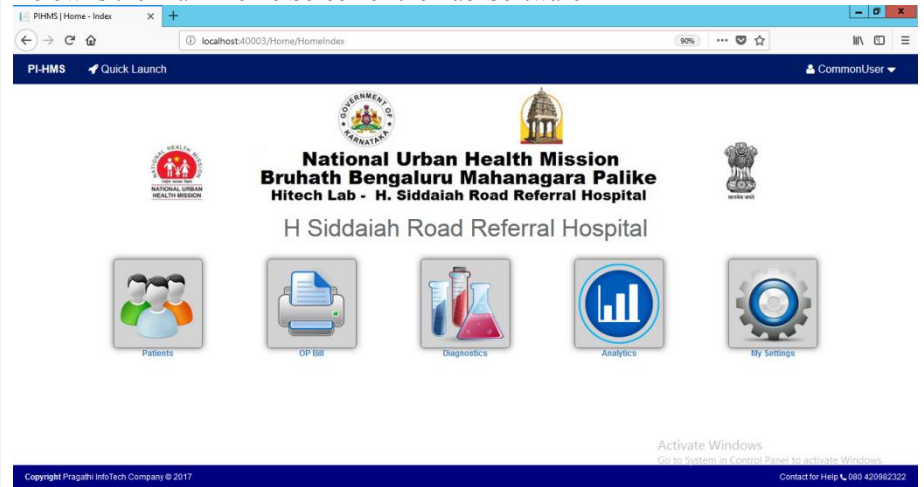 PIHMS | Home - Index
localhost:40003/Home/HomeIndex
90%
PI-HMS Quick Launch
CommonUser
GOVERNMENT OF KARNATAKA
NATIONAL URBAN HEALTH MISSION
National Urban Health Mission
Bruhath Bengaluru Mahanagara Palike
Hitech Lab - H. Siddaiah Road Referral Hospital
H Siddaiah Road Referral Hospital
Patients
OP Bill
Diagnostics
Analytics
My Settings
Activate Windows
Go to System in Control Panel to activate Windows.
Copyright Pragathi InfoTech Company © 2017
Contact for Help 080 420982322